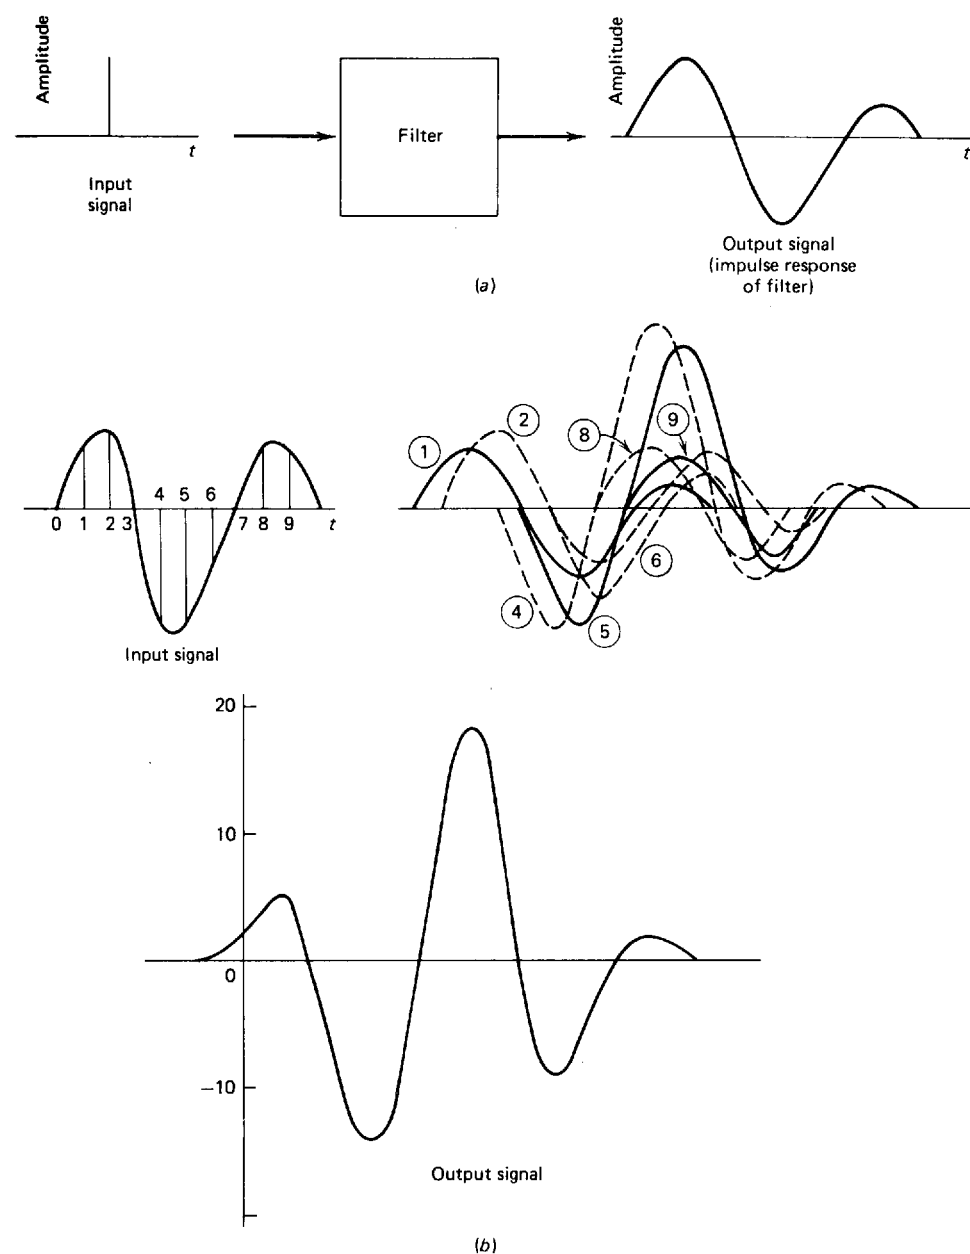 Amplitude
t
Input
signal
Filter
Amplitude
t
Output signal
(impulse response
of filter)
(a)
0 1 2 3 4 5 6 7 8 9 t
Input signal
1
2
8
9
4
5
6
20
10
0
−10
Output signal
(b)